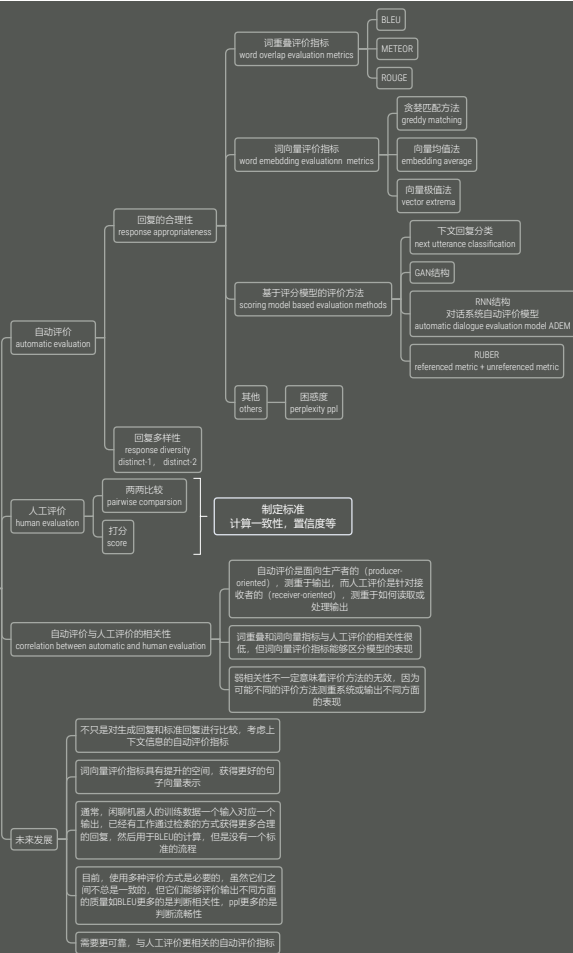 自动评价
automatic evaluation
回复的合理性
response appropriateness
词重叠评价指标
word overlap evaluation metrics
BLEU
METEOR
ROUGE
词向量评价指标
word emebdding evaluationn metrics
贪婪匹配方法
greddy matching
向量均值法
embedding average
向量极值法
vector extrema
基于评分模型的评价方法
scoring model based evaluation methods
下文回复分类
next utterance classification
GAN结构
RNN结构
对话系统自动评价模型
automatic dialogue evaluation model ADEM
RUBER
referenced metric + unreferenced metric
其他
others
困惑度
perplexity ppl
回复多样性
response diversity
distinct-1， distinct-2
人工评价
human evaluation
两两比较
pairwise comparsion
打分
score
制定标准
计算一致性，置信度等
自动评价与人工评价的相关性
correlation between automatic and human evaluation
自动评价是面向生产者的（producer-
oriented），测重于输出，而人工评价是针对接
收者的（receiver-oriented），测重于如何读取或
处理输出
词重叠和词向量指标与人工评价的相关性很
低，但词向量评价指标能够区分模型的表现
弱相关性不一定意味着评价方法的无效，因为
可能不同的评价方法测重系统或输出不同方面
的表现
未来发展
不只是对生成回复和标准回复进行比较，考虑上
下文信息的自动评价指标
词向量评价指标具有提升的空间，获得更好的句
子向量表示
通常，闲聊机器人的训练数据一个输入对应一个
输出，已经有工作通过检索的方式获得更多合理
的回复，然后用于BLEU的计算，但是没有一个标
准的流程
目前，使用多种评价方式是必要的，虽然它们之
间不总是一致的，但它们能够评价输出不同方面
的质量如BLEU更多的是判断相关性，ppl更多的是
判断流畅性
需要更可靠，与人工评价更相关的自动评价指标